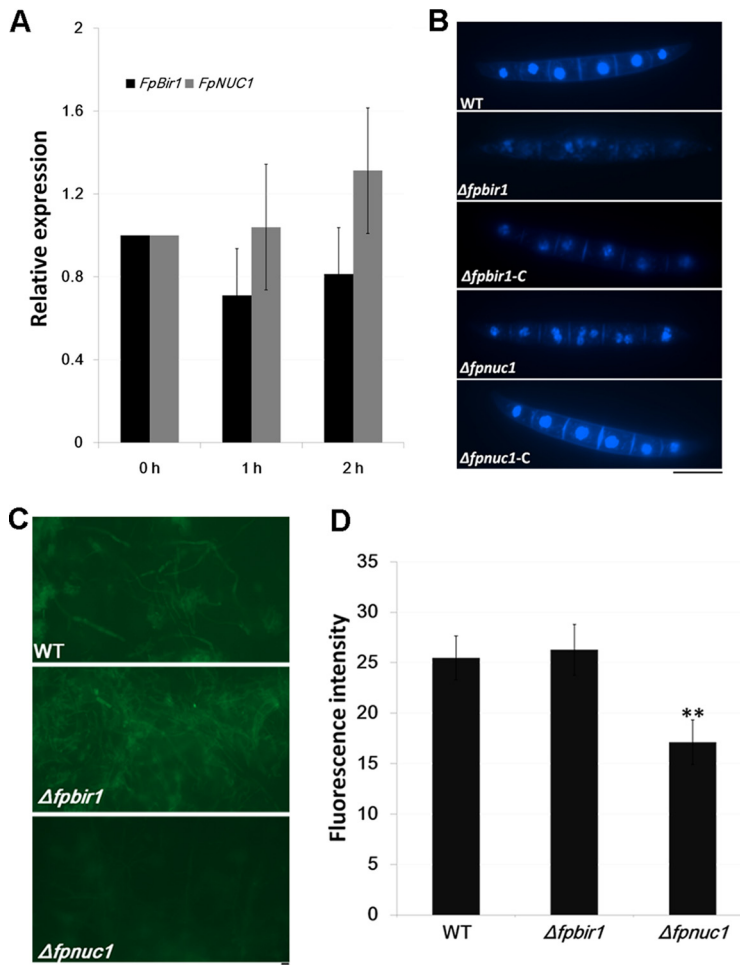 A
2
1.6
1.2
0.8
0.4
0
Relative expression
FpBir1 FpNUC1
0 h 1 h 2 h
B
WT
Δfpbir1
Δfpbir1-C
Δfpnuc1
Δfpnuc1-C
C
WT
Δfpbir1
Δfpnuc1
D
35
30
25
20
15
10
5
0
Fluorescence intensity
**
WT Δfpbir1 Δfpnuc1